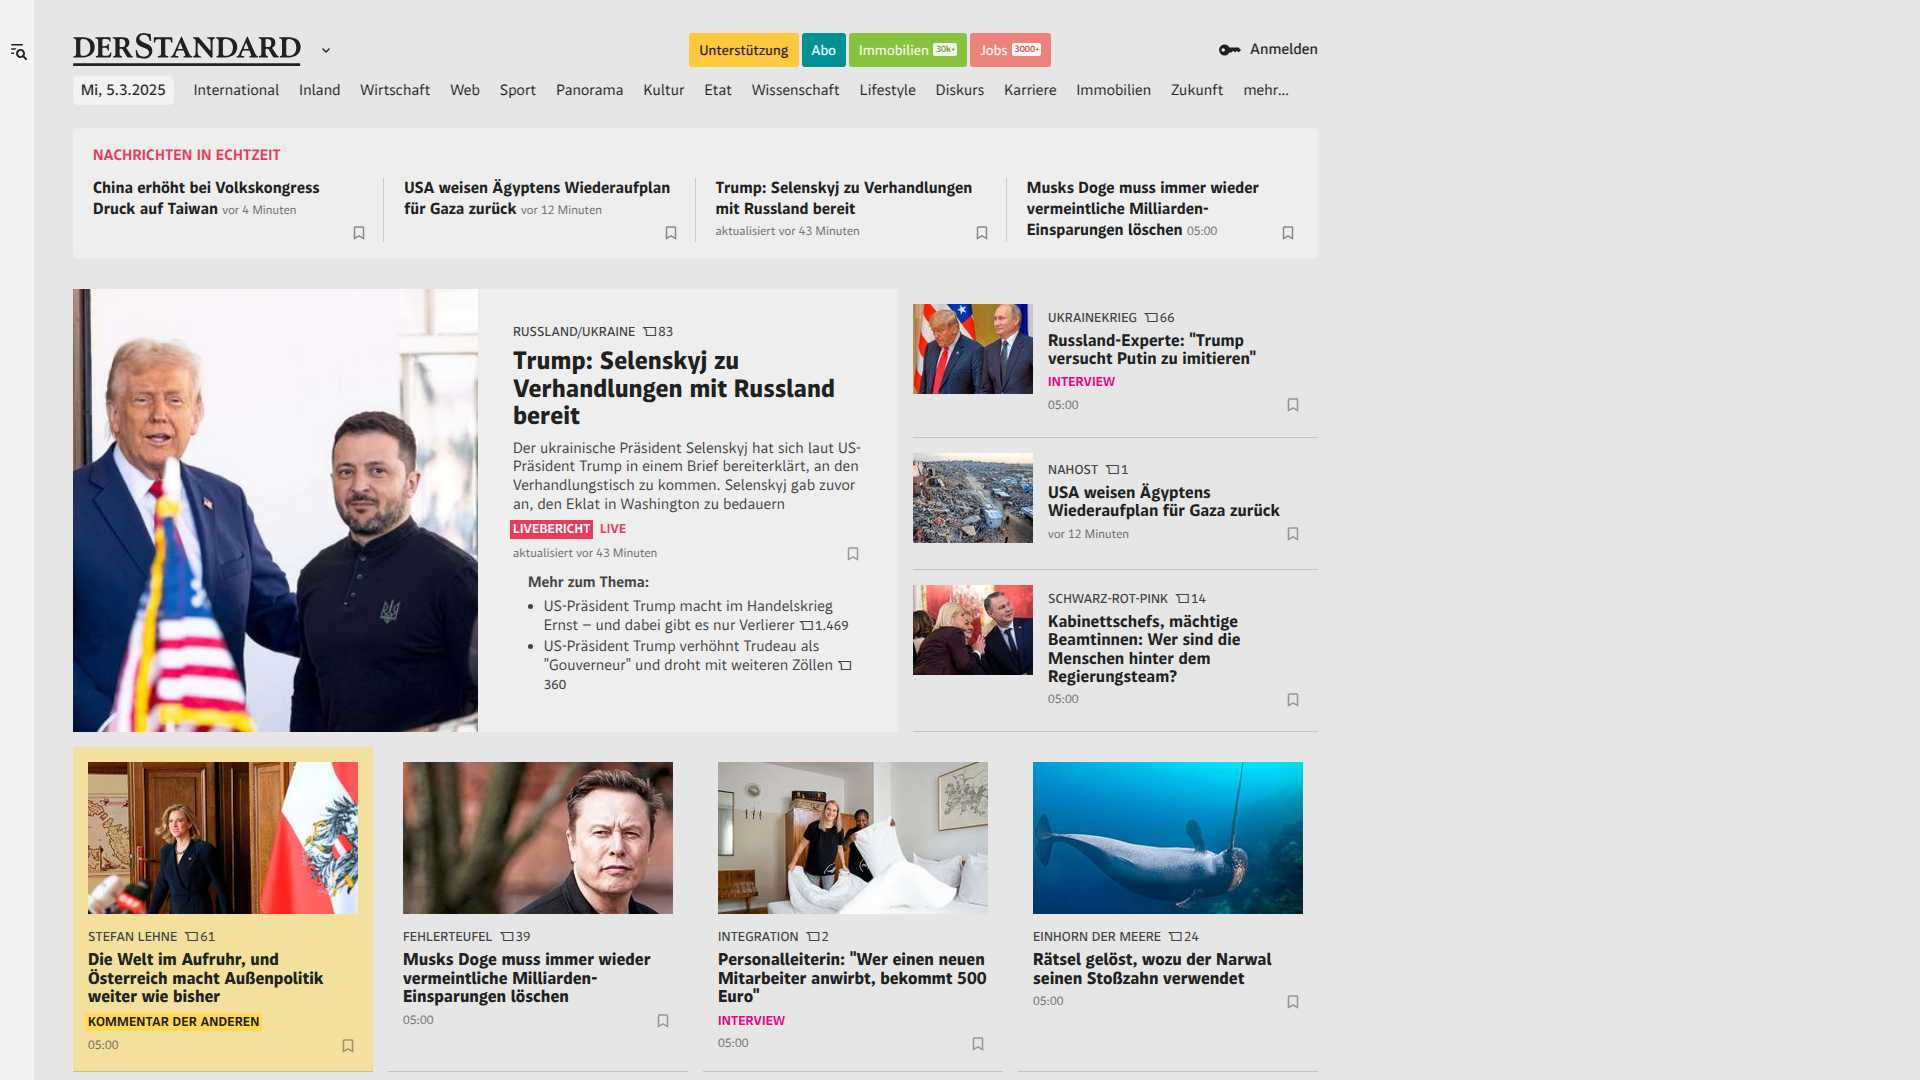 DERSTANDARD
Unterstützung
Abo
Immobilien 30k+
Jobs 3000+
Anmelden
Mi, 5.3.2025
International
Inland
Wirtschaft
Web
Sport
Panorama
Kultur
Etat
Wissenschaft
Lifestyle
Diskurs
Karriere
Immobilien
Zukunft
mehr...
NACHRICHTEN IN ECHTZEIT
China erhöht bei Volkskongress
Druck auf Taiwan vor 4 Minuten
USA weisen Ägyptens Wiederaufplan
für Gaza zurück vor 12 Minuten
Trump: Selenskyj zu Verhandlungen
mit Russland bereit
aktualisiert vor 43 Minuten
Musks Doge muss immer wieder
vermeintliche Milliarden-
Einsparungen löschen 05:00
RUSSLAND/UKRAINE 83
Trump: Selenskyj zu
Verhandlungen mit Russland
bereit
Der ukrainische Präsident Selenskyj hat sich laut US-
Präsident Trump in einem Brief bereiterklärt, an den
Verhandlungstisch zu kommen. Selenskyj gab zuvor
an, den Eklat in Washington zu bedauern
LIVEBERICHT LIVE
aktualisiert vor 43 Minuten
Mehr zum Thema:
• US-Präsident Trump macht im Handelskrieg
Ernst – und dabei gibt es nur Verlierer 1.469
• US-Präsident Trump verhöhnt Trudeau als
"Gouverneur" und droht mit weiteren Zöllen
360
UKRAINEKRIEG 66
Russland-Experte: "Trump
versucht Putin zu imitieren"
INTERVIEW
05:00
NAHOST 1
USA weisen Ägyptens
Wiederaufplan für Gaza zurück
vor 12 Minuten
SCHWARZ-ROT-PINK 14
Kabinettschefs, mächtige
Beamtinnen: Wer sind die
Menschen hinter dem
Regierungsteam?
05:00
STEFAN LEHNE 61
Die Welt im Aufruhr, und
Österreich macht Außenpolitik
weiter wie bisher
KOMMENTAR DER ANDEREN
05:00
FEHLERTEUFEL 39
Musks Doge muss immer wieder
vermeintliche Milliarden-
Einsparungen löschen
05:00
INTEGRATION 2
Personalleiterin: "Wer einen neuen
Mitarbeiter anwirbt, bekommt 500
Euro"
INTERVIEW
05:00
EINHORN DER MEERE 24
Rätsel gelöst, wozu der Narwal
seinen Stoßzahn verwendet
05:00